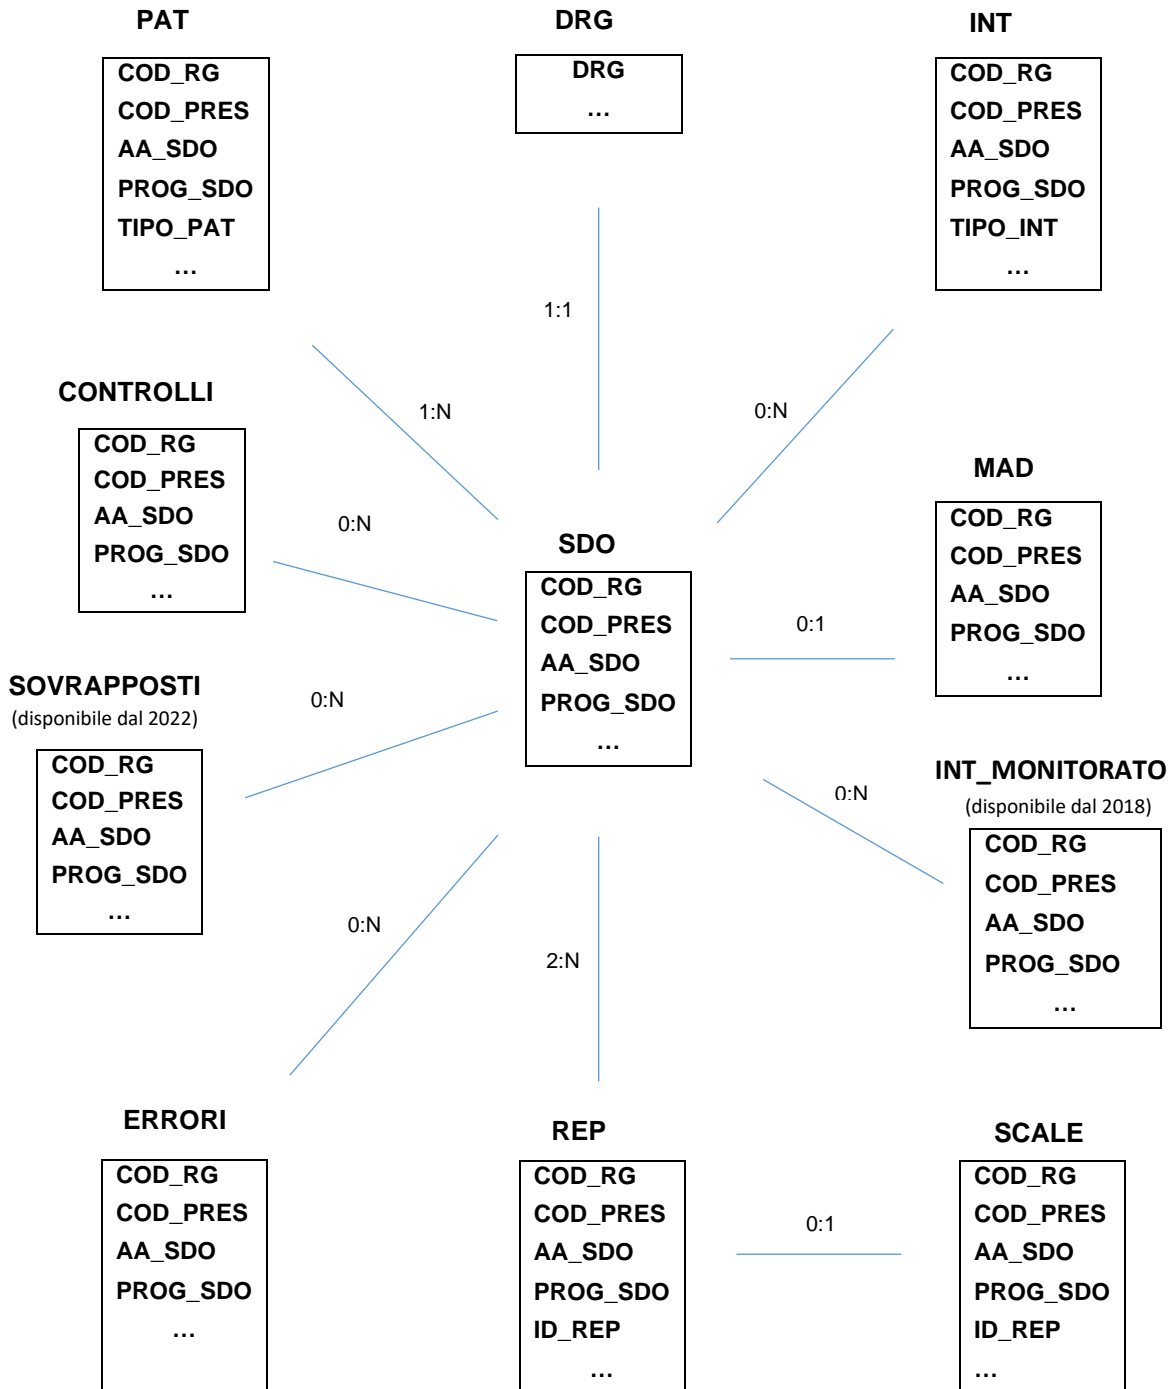 PAT
COD_RG
COD_PRES
AA_SDO
PROG_SDO
TIPO_PAT
...
DRG
DRG
...
INT
COD_RG
COD_PRES
AA_SDO
PROG_SDO
TIPO_INT
...
1:1
1:N
0:N
CONTROLLI
COD_RG
COD_PRES
AA_SDO
PROG_SDO
...
0:N
SDO
COD_RG
COD_PRES
AA_SDO
PROG_SDO
...
MAD
COD_RG
COD_PRES
AA_SDO
PROG_SDO
...
0:1
SOVRAPPOSTI
(disponibile dal 2022)
COD_RG
COD_PRES
AA_SDO
PROG_SDO
...
0:N
INT_MONITORATO
(disponibile dal 2018)
COD_RG
COD_PRES
AA_SDO
PROG_SDO
...
0:N
0:N
2:N
ERRORI
COD_RG
COD_PRES
AA_SDO
PROG_SDO
...
REP
COD_RG
COD_PRES
AA_SDO
PROG_SDO
ID_REP
...
0:1
SCALE
COD_RG
COD_PRES
AA_SDO
PROG_SDO
ID_REP
...